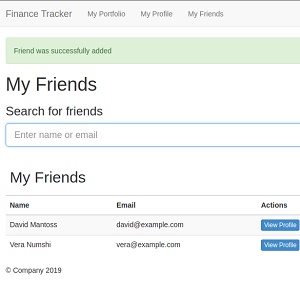 Finance Tracker My Portfolio My Profile My Friends
Friend was successfully added
My Friends
Search for friends
Enter name or email
My Friends
Name Email Actions
David Mantoss david@example.com View Profile
Vera Numshi vera@example.com View Profile
© Company 2019